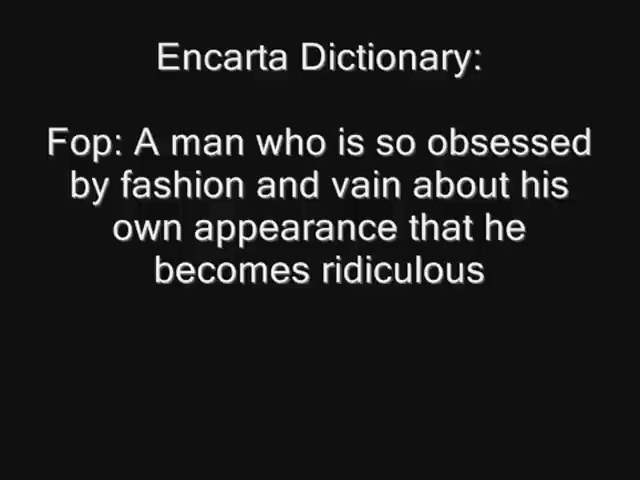 Encarta Dictionary:
Fop: A man who is so obsessed
by fashion and vain about his
own appearance that he
becomes ridiculous